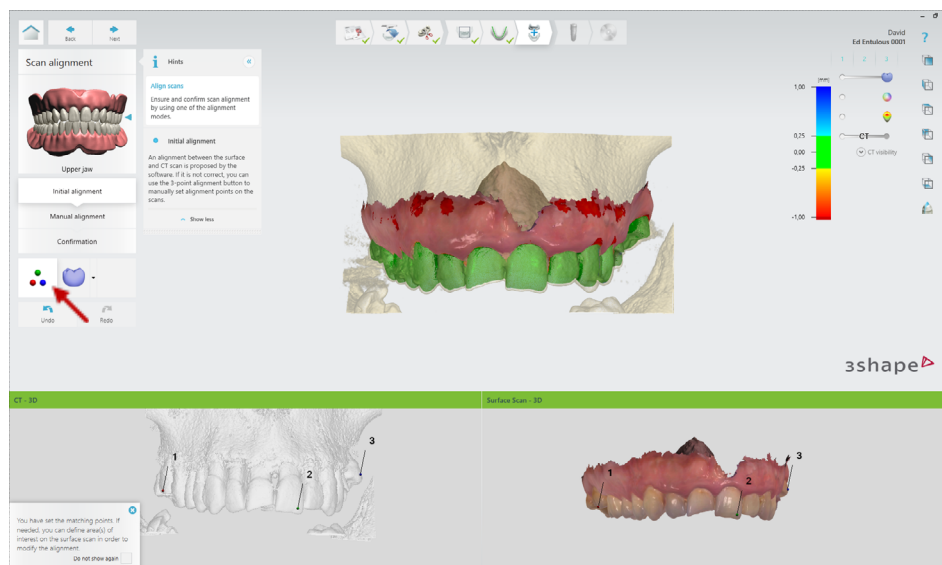 Back
Next
David
Ed Entulous 0001
?
Scan alignment
i
Hints
«
1
2
3
Align scans
Ensure and confirm scan alignment
by using one of the alignment
modes.
1,00
0,25
0,00
-0,25
-1,00
CT
CT visibility
Initial alignment
An alignment between the surface
and CT scan is proposed by the
software. If it is not correct, you can
use the 3-point alignment button to
manually set alignment points on the
scans.
Show less
Upper jaw
Initial alignment
Manual alignment
Confirmation
Undo
Redo
3shape
CT - 3D
Surface Scan - 3D
1
2
3
1
2
3
You have set the matching points. If
needed, you can define area(s) of
interest on the surface scan in order to
modify the alignment.
Do not show again